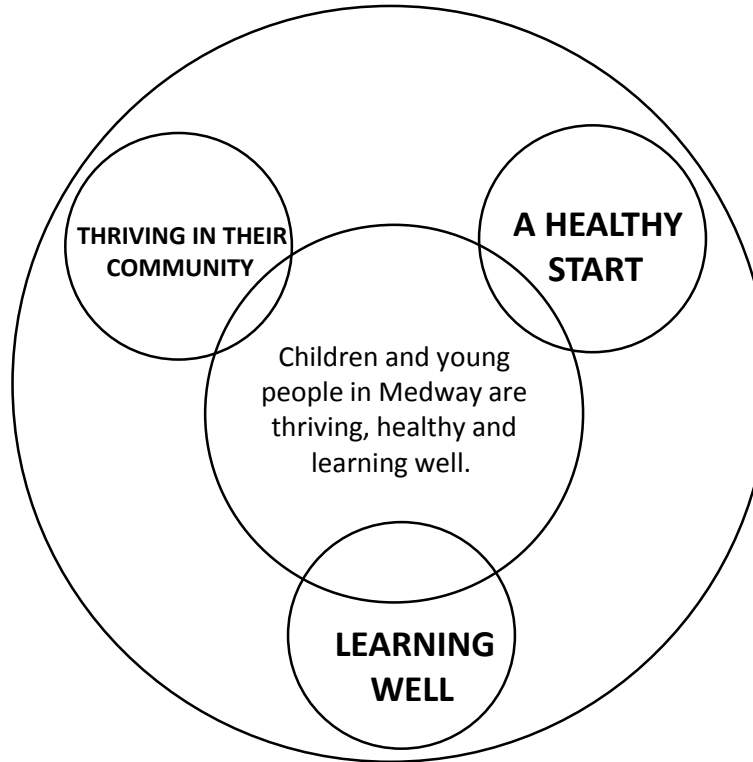 THRIVING IN THEIR
COMMUNITY
A HEALTHY
START
Children and young
people in Medway are
thriving, healthy and
learning well.
LEARNING
WELL